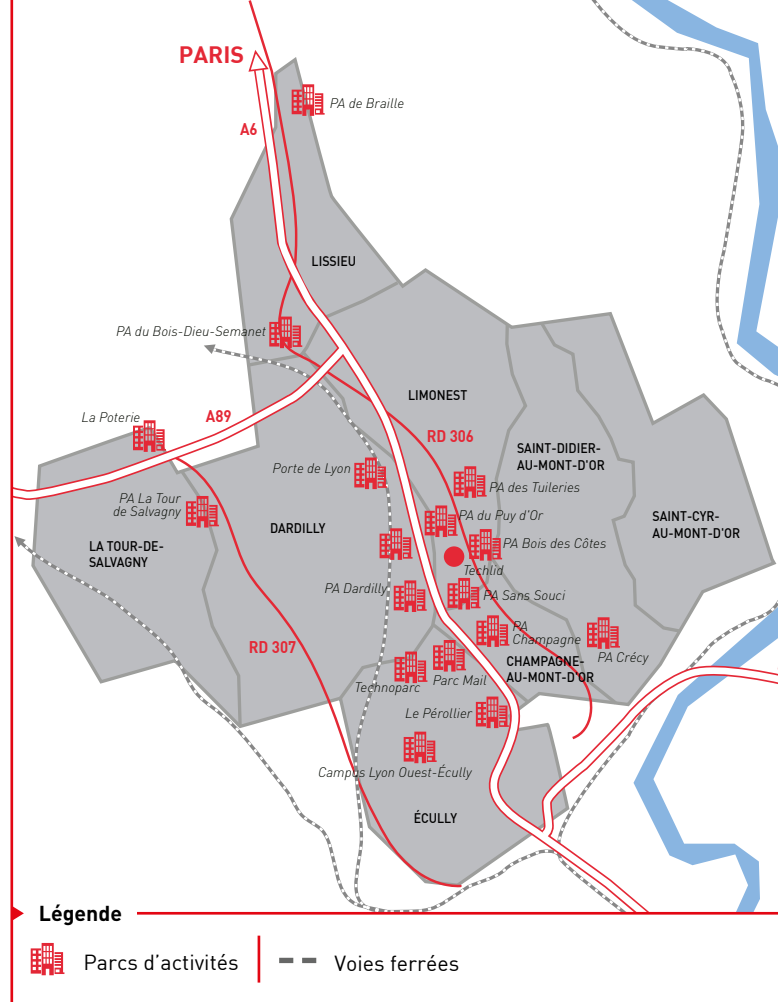 PARIS
PA de Braille
A6
LISSIEU
PA du Bois-Dieu-Semanet
LIMONEST
La Poterie
A89
RD 306
SAINT-DIDIER-
AU-MONT-D'OR
Porte de Lyon
PA des Tuileries
PA La Tour
de Salvagny
PA du Puy d'Or
SAINT-CYR-
AU-MONT-D'OR
DARDILLY
PA Bois des Côtes
LA TOUR-DE-
SALVAGNY
Techlid
PA Dardilly
PA Sans Souci
PA
Champagne
RD 307
PA Crécy
CHAMPAGNE-
AU-MONT-D'OR
Parc Mail
Technoparc
Le Pérollier
Campus Lyon Ouest-Écully
ÉCULLY
Légende
Parcs d'activités
Voies ferrées